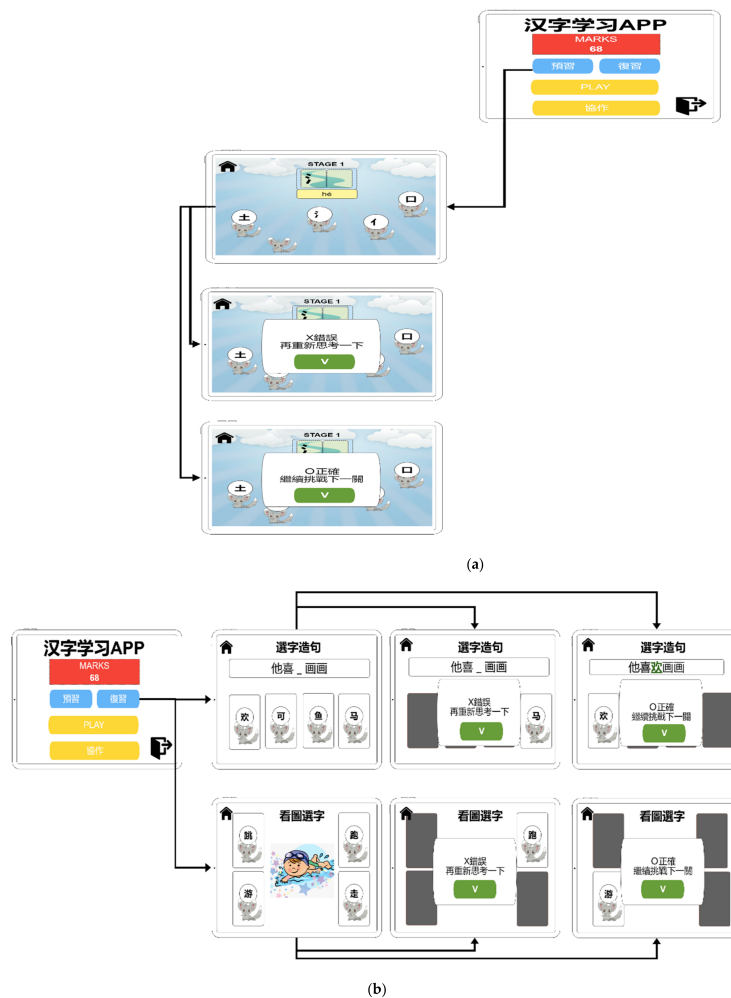 汉字学习APP
MARKS
68
預習 復習
PLAY
協作
STAGE 1
氵
hé
土 氵 亻 口
STAGE 1
X錯誤
再重新思考一下
V
土 口
STAGE 1
O正確
繼續挑戰下一關
V
土 口
(a)
汉字学习APP
MARKS
68
預習 復習
PLAY
協作
選字造句
他喜 _ 画画
欢 可 鱼 马
選字造句
他喜 _ 画画
X錯誤
再重新思考一下
V
马
選字造句
他喜欢画画
O正確
繼續挑戰下一關
V
欢
看圖選字
跳 跑
游 走
看圖選字
跑
X錯誤
再重新思考一下
V
看圖選字
O正確
繼續挑戰下一關
V
游
(b)